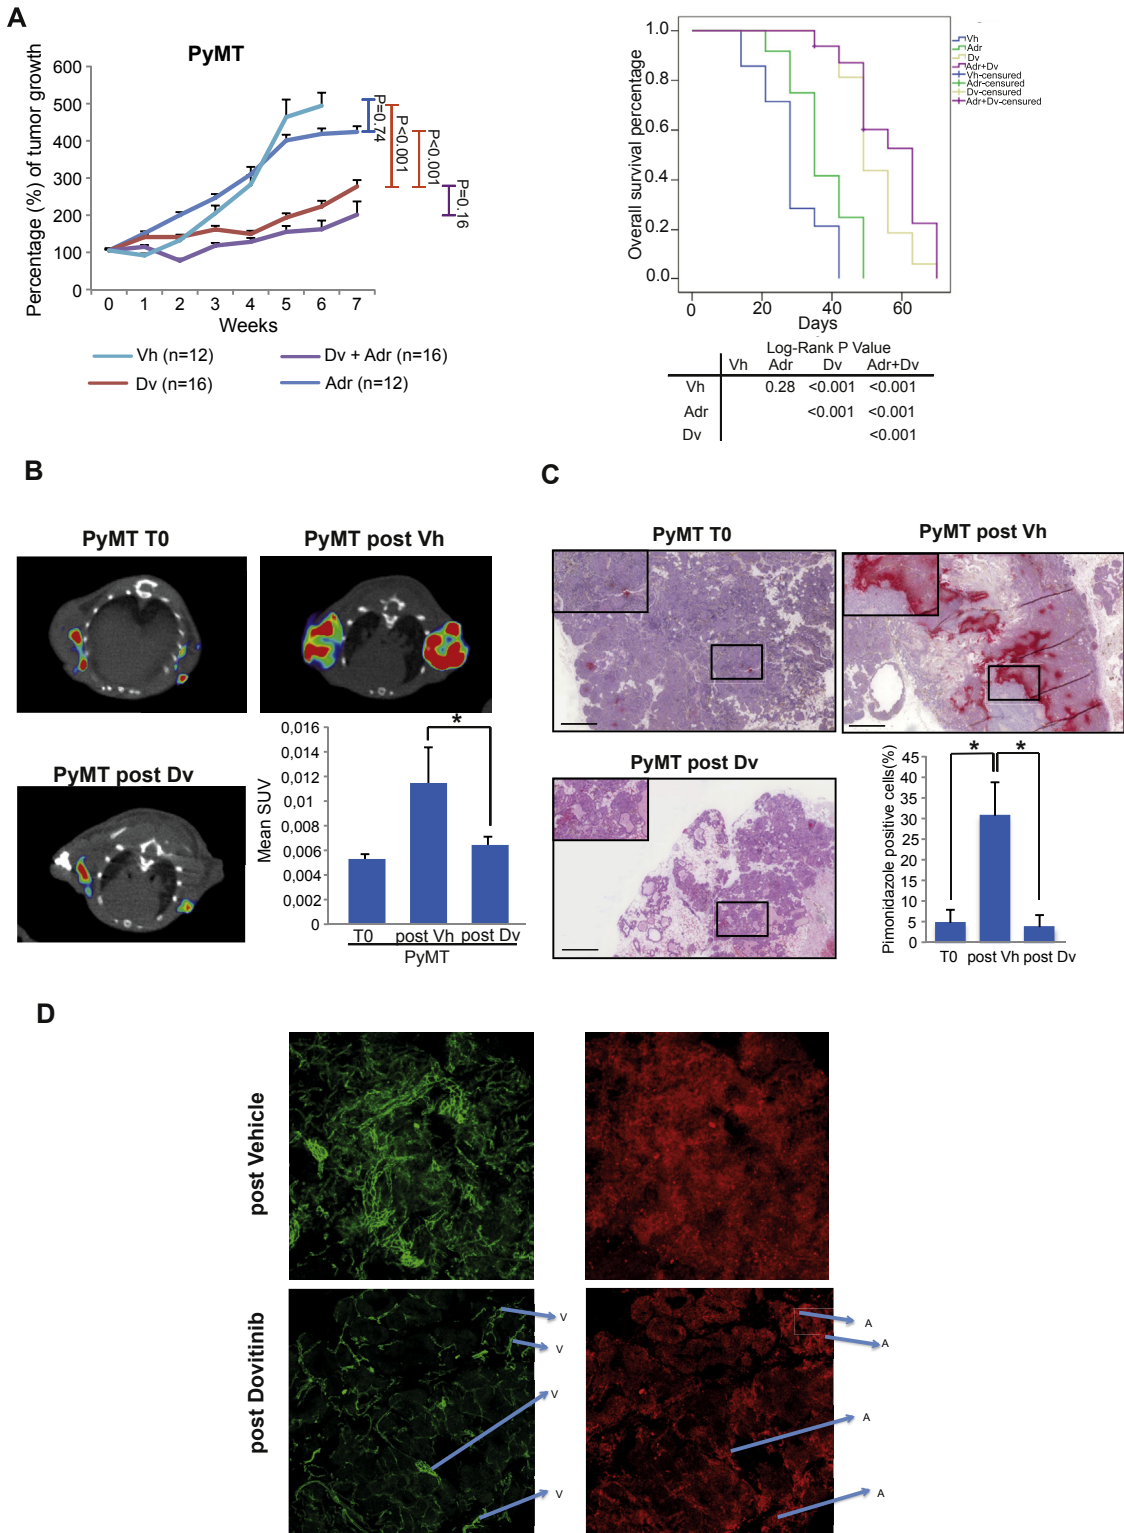 A
PyMT
Percentage (%) of tumor growth
600
500
400
300
200
100
0
0 1 2 3 4 5 6 7
Weeks
P=0.74
P<0.001
P<0.001
P=0.16
Vh (n=12)
Dv + Adr (n=16)
Dv (n=16)
Adr (n=12)
Overall survival percentage
1.0
0.8
0.6
0.4
0.2
0.0
0 20 40 60
Days
Vh
Adr
Dv
Adr+Dv
Vh-censured
Adr-censured
Dv-censured
Adr+Dv-censured
Log-Rank P Value
Vh Adr Dv Adr+Dv
Vh 0.28 <0.001 <0.001
Adr <0.001 <0.001
Dv <0.001
B
PyMT T0
PyMT post Vh
PyMT post Dv
Mean SUV
0,016
0,014
0,012
0,01
0,008
0,006
0,004
0,002
0
*
T0 post Vh post Dv
PyMT
C
PyMT T0
PyMT post Vh
PyMT post Dv
Pimonidazole positive cells(%)
45
40
35
30
25
20
15
10
5
0
* *
T0 post Vh post Dv
D
post Vehicle
post Dovitinib
V
V
V
V
A
A
A
A